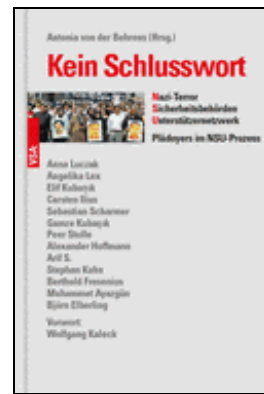 Antonia von der Behrens (Hrsg.)
Kein Schlusswort
Nazi-Terror
Sicherheitsbehörden
Unterstützernetzwerk
Plädoyers im NSU-Prozess
VSA:
Anna Luczak
Angelika Lex
Elif Kubaşık
Carsten Ilius
Sebastian Scharmer
Gamze Kubaşık
Peer Stolle
Alexander Hoffmann
Arif S.
Stephan Kuhn
Berthold Fresenius
Muhammet Ayazgün
Björn Elberling
Vorwort:
Wolfgang Kaleck